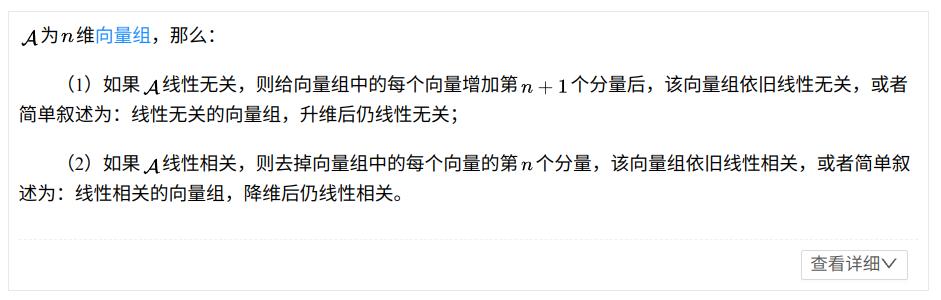 𝒜为n维向量组，那么：
（1）如果𝒜线性无关，则给向量组中的每个向量增加第n + 1个分量后，该向量组依旧线性无关，或者
简单叙述为：线性无关的向量组，升维后仍线性无关；
（2）如果𝒜线性相关，则去掉向量组中的每个向量的第n个分量，该向量组依旧线性相关，或者简单叙
述为：线性相关的向量组，降维后仍线性相关。
查看详细